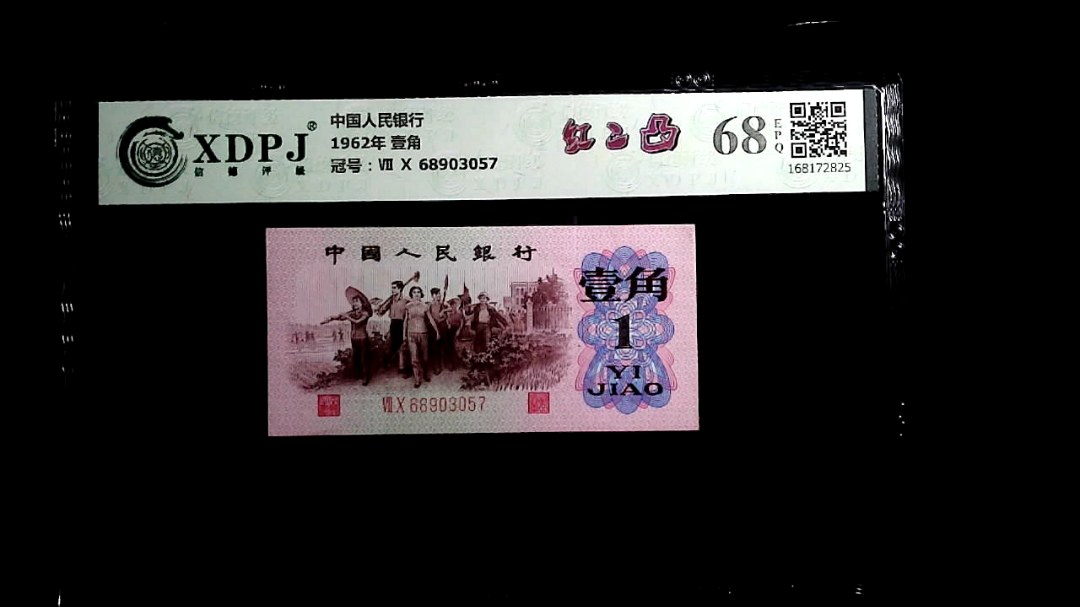 XDPJ®
信德评级
中国人民银行
1962年 壹角
冠号：Ⅶ X 68903057
红二凸
68
EPQ
168172825
中國人民銀行
壹角
1
YI
JIAO
Ⅶ X 68903057